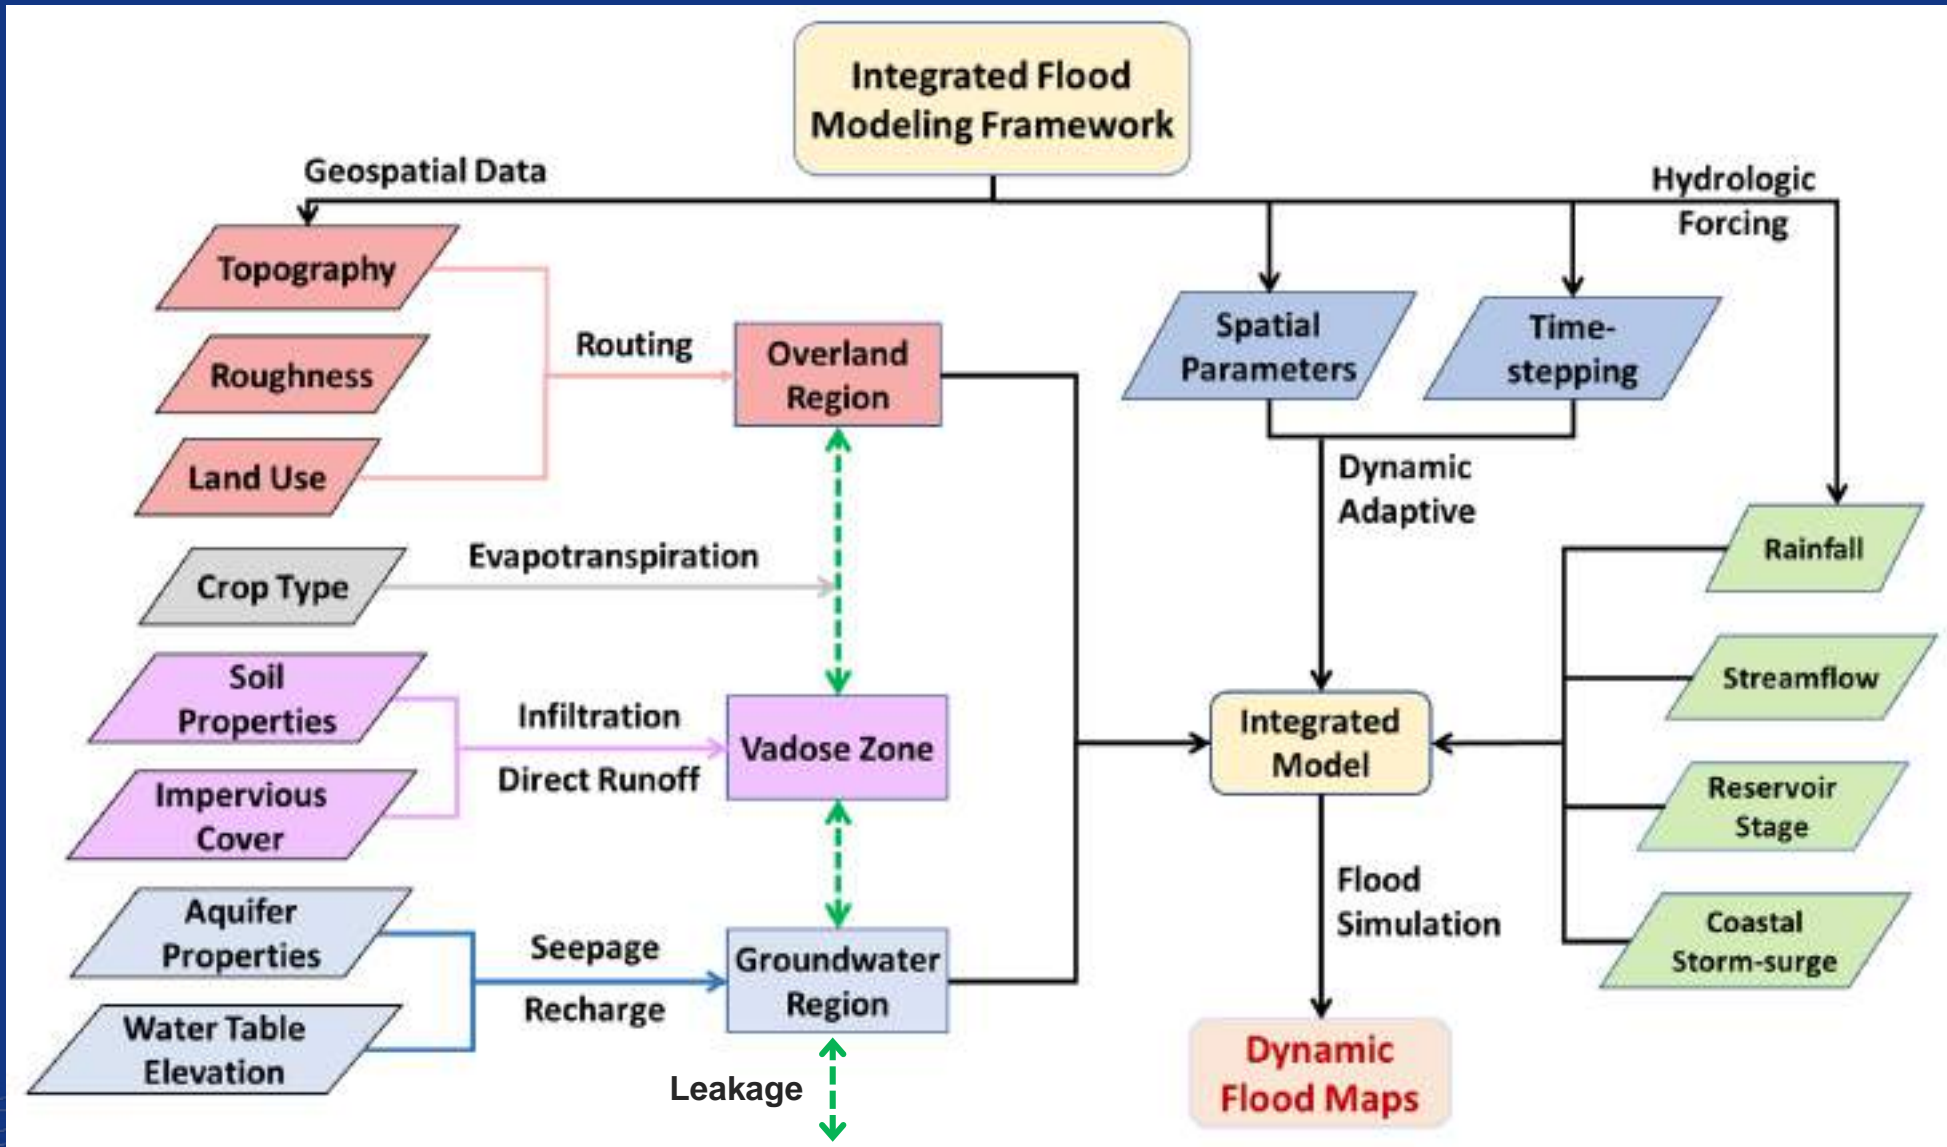 Integrated Flood
Modeling Framework
Geospatial Data
Hydrologic
Forcing
Topography
Roughness
Land Use
Routing
Overland
Region
Spatial
Parameters
Time-
stepping
Dynamic
Adaptive
Crop Type
Evapotranspiration
Rainfall
Soil
Properties
Impervious
Cover
Infiltration
Direct Runoff
Vadose Zone
Integrated
Model
Streamflow
Reservoir
Stage
Coastal
Storm-surge
Aquifer
Properties
Water Table
Elevation
Seepage
Recharge
Groundwater
Region
Leakage
Flood
Simulation
Dynamic
Flood Maps